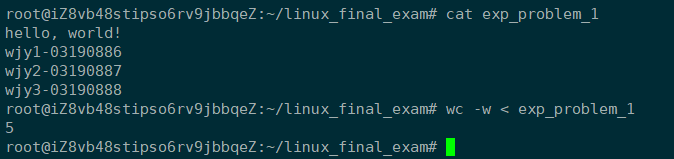 root@iZ8vb48stipso6rv9jbbqeZ:~/linux_final_exam# cat exp_problem_1
hello, world!
wjy1-03190886
wjy2-03190887
wjy3-03190888
root@iZ8vb48stipso6rv9jbbqeZ:~/linux_final_exam# wc -w < exp_problem_1
5
root@iZ8vb48stipso6rv9jbbqeZ:~/linux_final_exam#